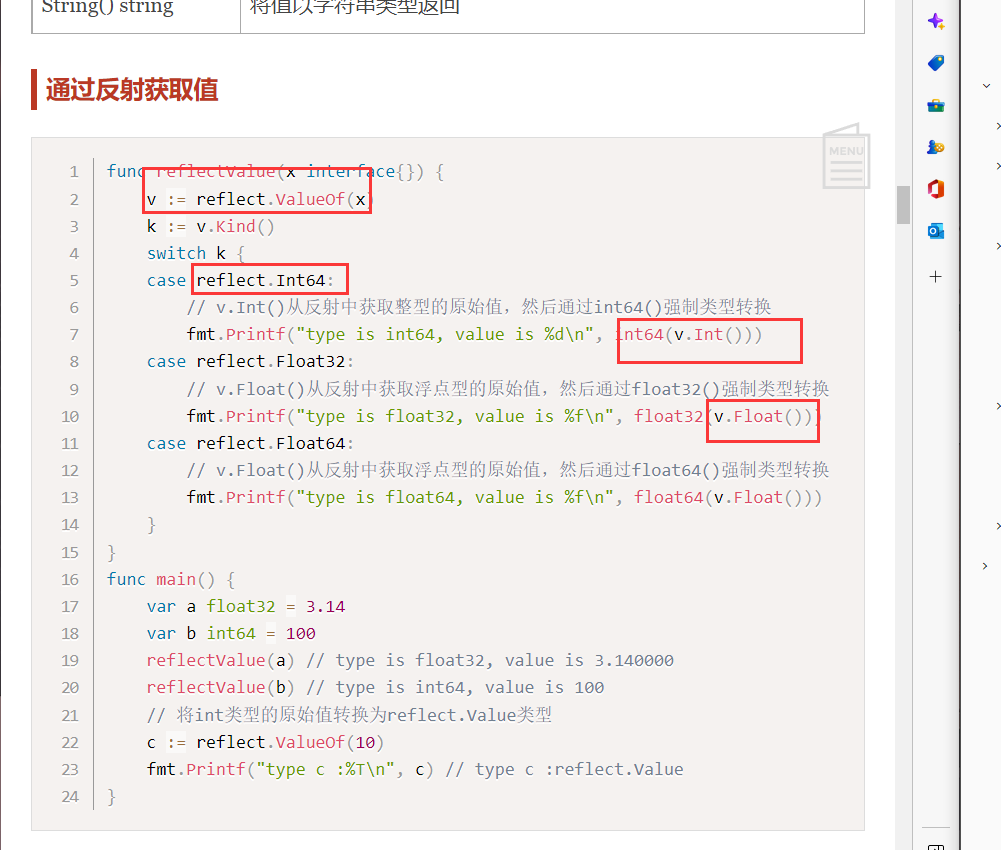 String() string 将值以字符串类型返回
通过反射获取值
MENU
1 func reflectValue(x interface{}) {
2 v := reflect.ValueOf(x)
3 k := v.Kind()
4 switch k {
5 case reflect.Int64:
6 // v.Int()从反射中获取整型的原始值，然后通过int64()强制类型转换
7 fmt.Printf("type is int64, value is %d\n", int64(v.Int()))
8 case reflect.Float32:
9 // v.Float()从反射中获取浮点型的原始值，然后通过float32()强制类型转换
10 fmt.Printf("type is float32, value is %f\n", float32(v.Float()))
11 case reflect.Float64:
12 // v.Float()从反射中获取浮点型的原始值，然后通过float64()强制类型转换
13 fmt.Printf("type is float64, value is %f\n", float64(v.Float()))
14 }
15 }
16 func main() {
17 var a float32 = 3.14
18 var b int64 = 100
19 reflectValue(a) // type is float32, value is 3.140000
20 reflectValue(b) // type is int64, value is 100
21 // 将int类型的原始值转换为reflect.Value类型
22 c := reflect.ValueOf(10)
23 fmt.Printf("type c :%T\n", c) // type c :reflect.Value
24 }